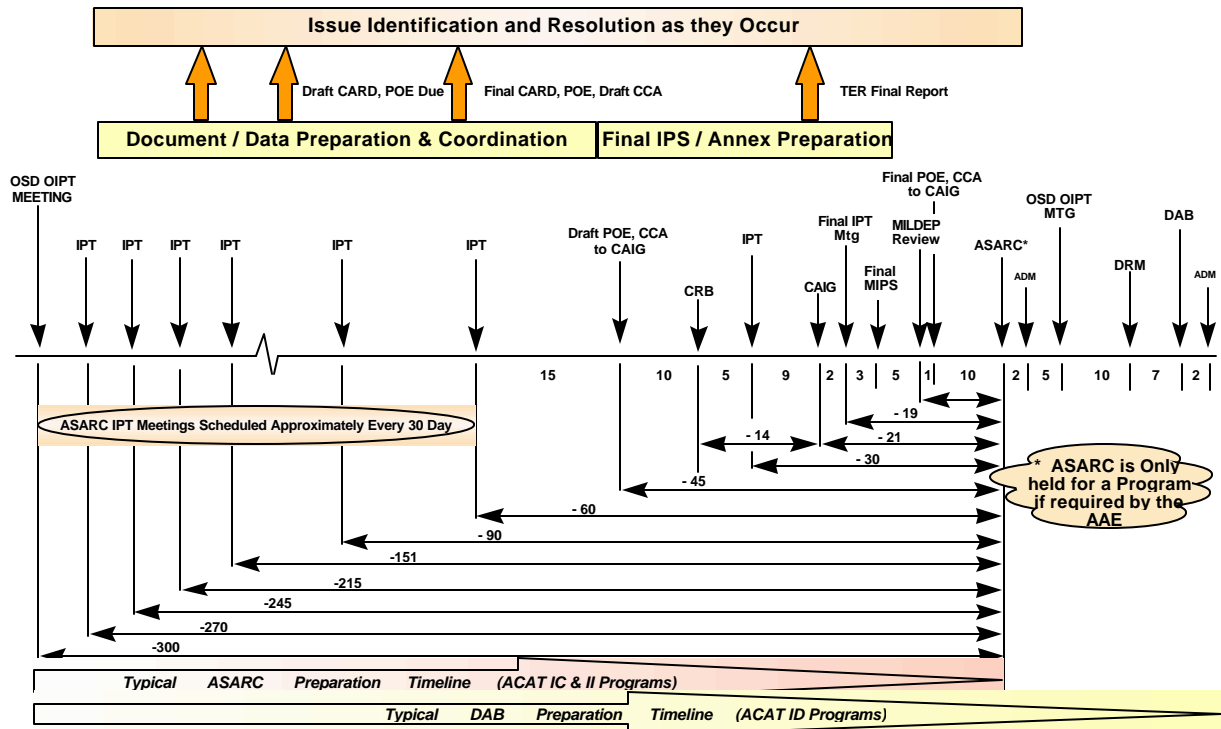 Issue Identification and Resolution as they Occur
Draft CARD, POE Due
Final CARD, POE, Draft CCA
TER Final Report
Document / Data Preparation & Coordination
Final IPS / Annex Preparation
OSD OIPT
MEETING
IPT
IPT
IPT
IPT
IPT
IPT
Draft POE, CCA
to CAIG
CRB
IPT
CAIG
Final IPT
Mtg
Final
MIPS
MILDEP
Review
Final POE, CCA
to CAIG
ASARC*
ADM
OSD OIPT
MTG
DRM
DAB
ADM
15
10
5
9
2
3
5
1
10
2
5
10
7
2
ASARC IPT Meetings Scheduled Approximately Every 30 Day
- 19
- 14
- 21
- 30
- 45
- 60
- 90
-151
-215
-245
-270
-300
* ASARC is Only
held for a Program
if required by the
AAE
Typical ASARC Preparation Timeline (ACAT IC & II Programs)
Typical DAB Preparation Timeline (ACAT ID Programs)